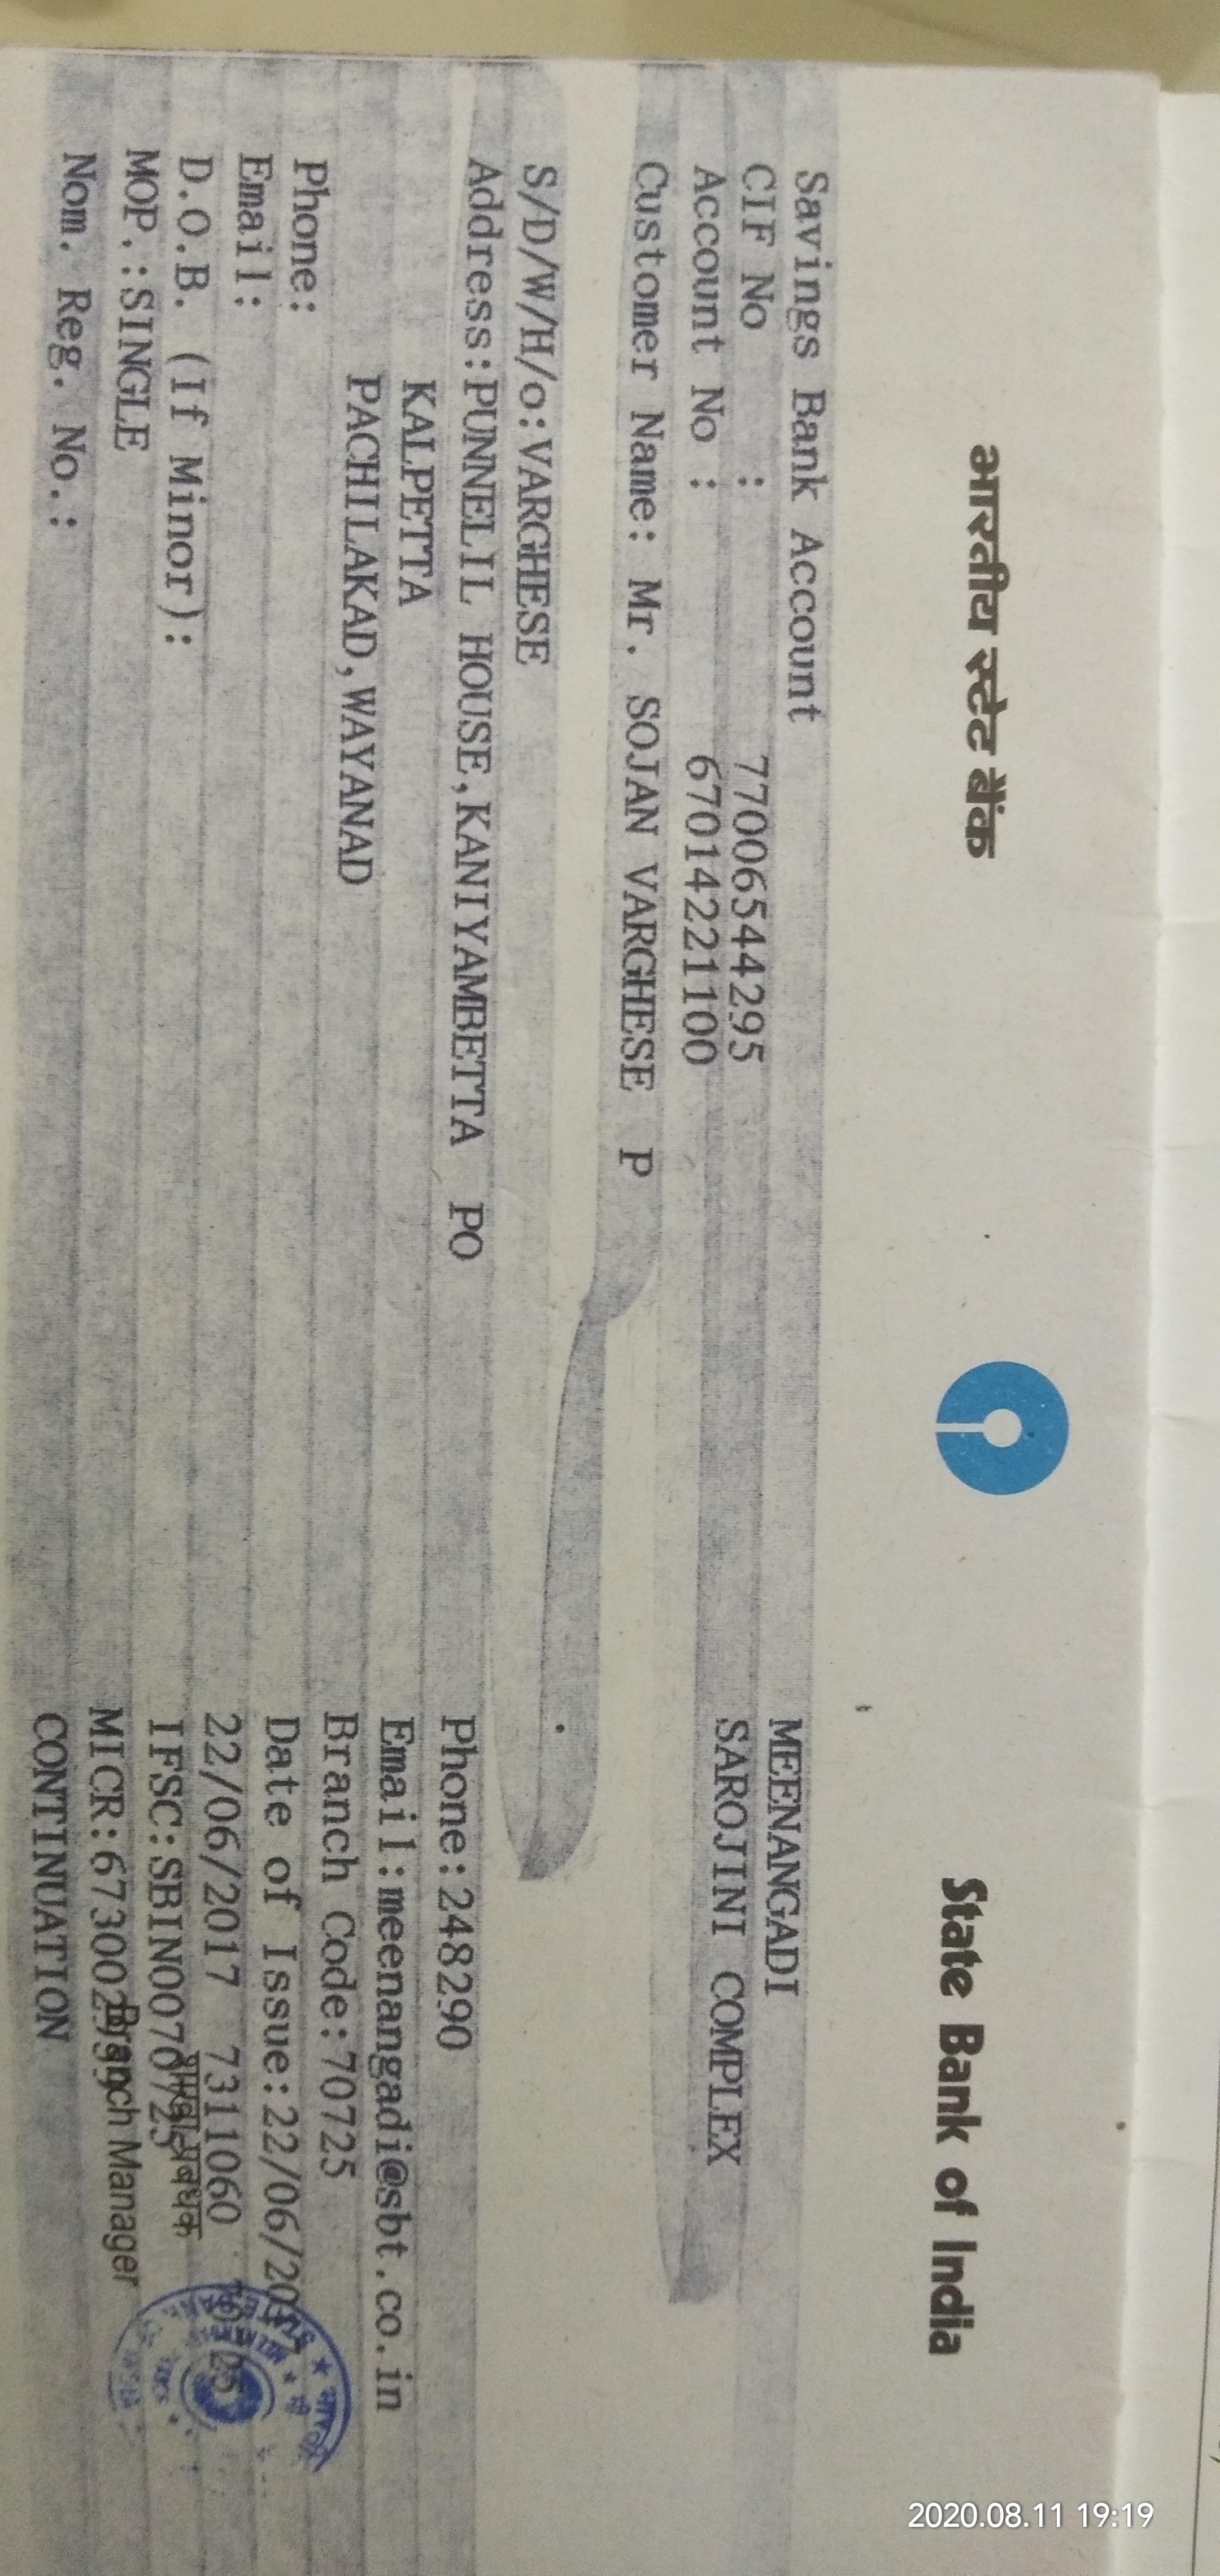 भारतीय स्टेट बैंक
State Bank of India
Savings Bank Account
CIF No : 77006544295
Account No : 67014221100
Customer Name: Mr. SOJAN VARGHESE P
S/D/W/H/o:VARGHESE
Address:PUNNELIL HOUSE,KANIYAMBETTA PO
KALPETTA
PACHILAKAD,WAYANAD
Phone:
Email:
D.O.B. (If Minor):
MOP.:SINGLE
Nom. Reg. No.:
MEENANGADI
SAROJINI COMPLEX
Phone:248290
Email:meenangadi@sbt.co.in
Branch Code:70725
Date of Issue:22/06/20
22/06/2017 7311060
IFSC:SBIN0070725
शाखा प्रबंधक
MICR:673002999
Branch Manager
CONTINUATION
2020.08.11 19:19